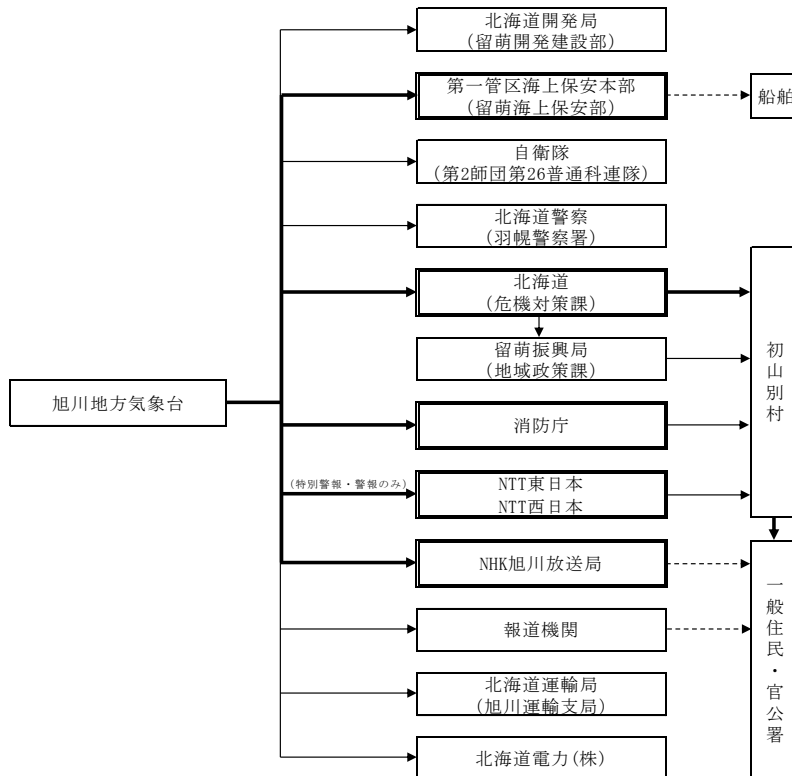 北海道開発局
(留萌開発建設部)
第一管区海上保安本部
(留萌海上保安部)
船舶
自衛隊
(第2師団第26普通科連隊)
北海道警察
(羽幌警察署)
北海道
(危機対策課)
留萌振興局
(地域政策課)
初山別村
旭川地方気象台
消防庁
(特別警報・警報のみ)
NTT東日本
NTT西日本
NHK旭川放送局
一般住民・官公署
報道機関
北海道運輸局
(旭川運輸支局)
北海道電力(株)